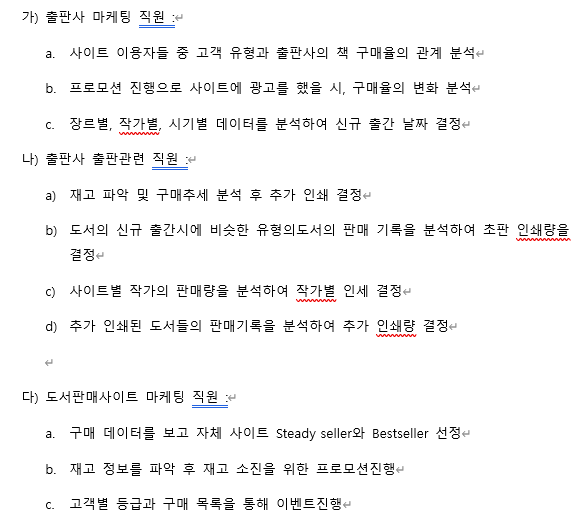 가) 출판사 마케팅 직원 :
a. 사이트 이용자들 중 고객 유형과 출판사의 책 구매율의 관계 분석
b. 프로모션 진행으로 사이트에 광고를 했을 시, 구매율의 변화 분석
c. 장르별, 작가별, 시기별 데이터를 분석하여 신규 출간 날짜 결정
나) 출판사 출판관련 직원 :
a) 재고 파악 및 구매추세 분석 후 추가 인쇄 결정
b) 도서의 신규 출간시에 비슷한 유형의도서의 판매 기록을 분석하여 초판 인쇄량을
결정
c) 사이트별 작가의 판매량을 분석하여 작가별 인세 결정
d) 추가 인쇄된 도서들의 판매기록을 분석하여 추가 인쇄량 결정
다) 도서판매사이트 마케팅 직원 :
a. 구매 데이터를 보고 자체 사이트 Steady seller와 Bestseller 선정
b. 재고 정보를 파악 후 재고 소진을 위한 프로모션진행
c. 고객별 등급과 구매 목록을 통해 이벤트진행